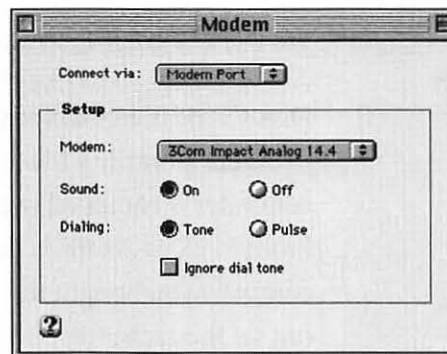 Modem
Connect via: Modem Port
Setup
Modem: 3Com Impact Analog 14.4
Sound: On Off
Dialing: Tone Pulse
Ignore dial tone
?